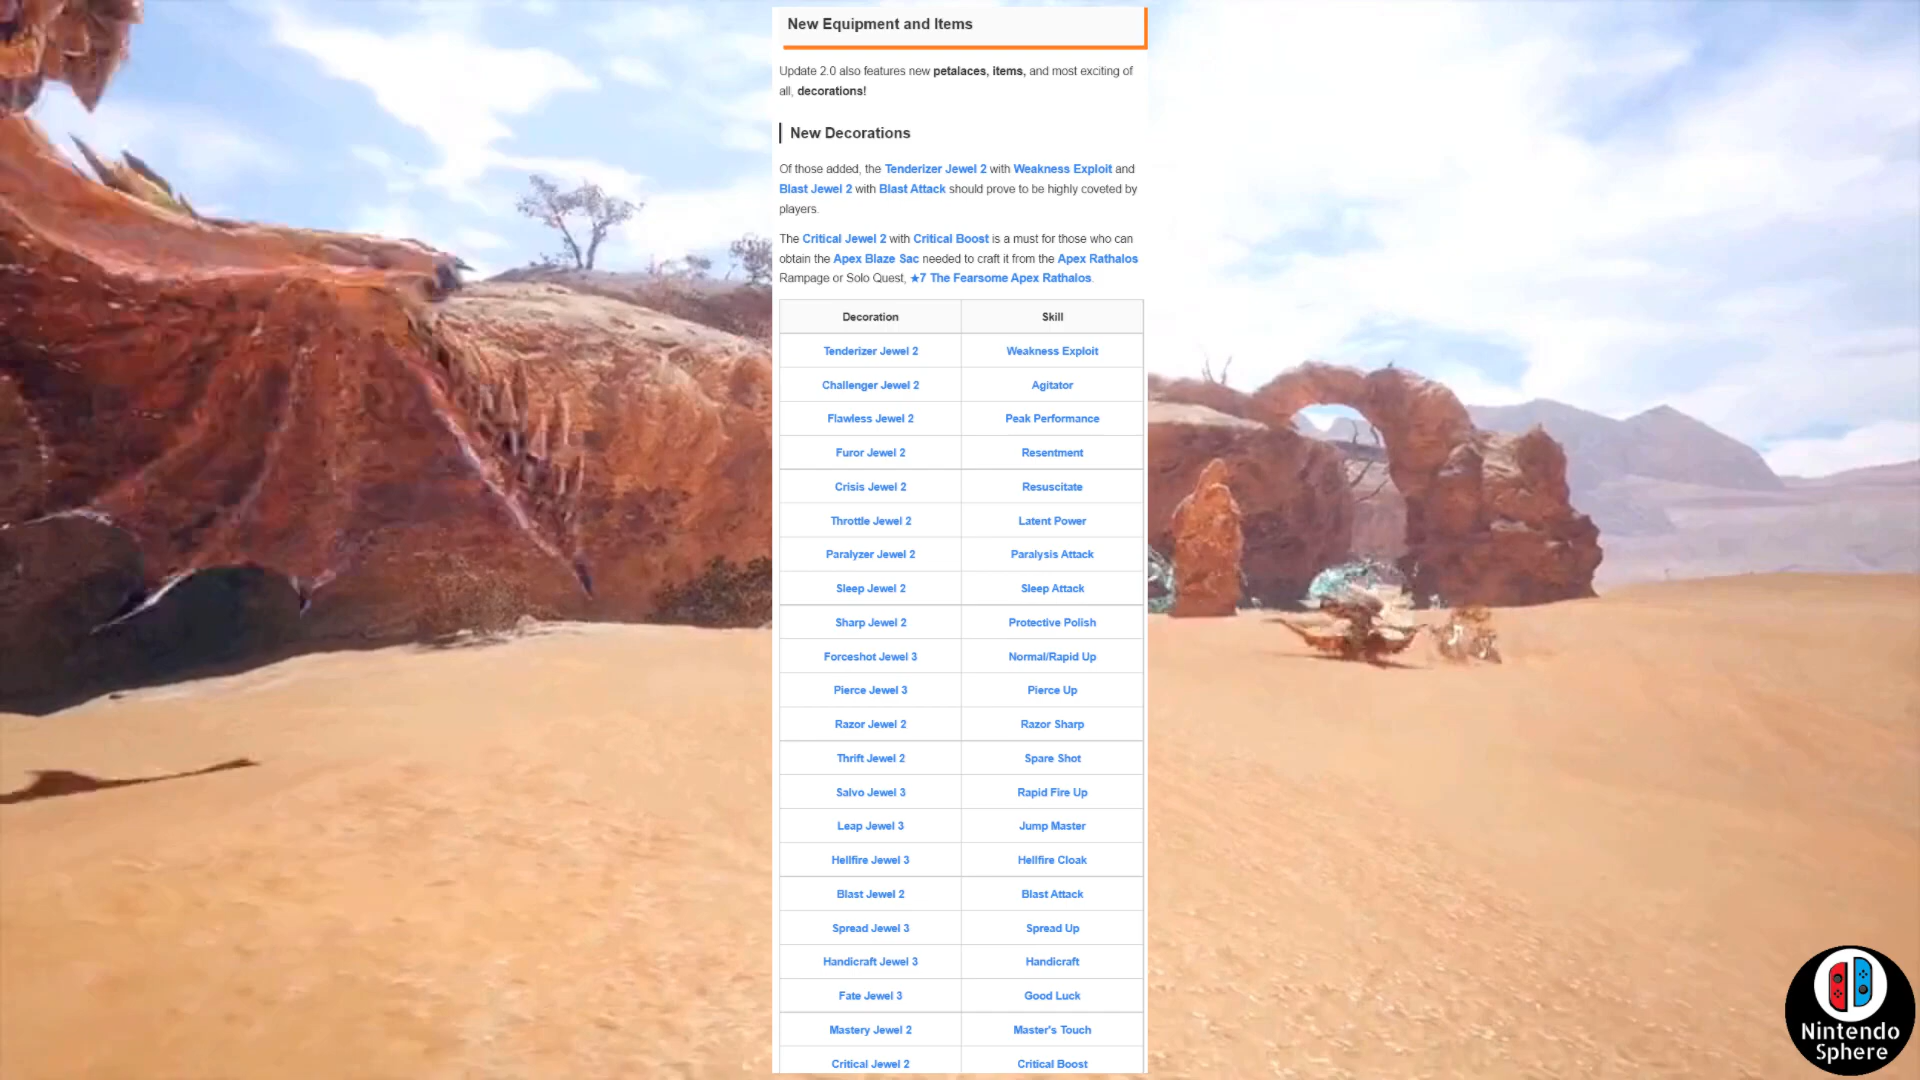 New Equipment and Items
Update 2.0 also features new petalaces, items, and most exciting of
all, decorations!
New Decorations
Of those added, the Tenderizer Jewel 2 with Weakness Exploit and
Blast Jewel 2 with Blast Attack should prove to be highly coveted by
players.
The Critical Jewel 2 with Critical Boost is a must for those who can
obtain the Apex Blaze Sac needed to craft it from the Apex Rathalos
Rampage or Solo Quest, ★7 The Fearsome Apex Rathalos.
Decoration Skill
Tenderizer Jewel 2 Weakness Exploit
Challenger Jewel 2 Agitator
Flawless Jewel 2 Peak Performance
Furor Jewel 2 Resentment
Crisis Jewel 2 Resuscitate
Throttle Jewel 2 Latent Power
Paralyzer Jewel 2 Paralysis Attack
Sleep Jewel 2 Sleep Attack
Sharp Jewel 2 Protective Polish
Forceshot Jewel 3 Normal/Rapid Up
Pierce Jewel 3 Pierce Up
Razor Jewel 2 Razor Sharp
Thrift Jewel 2 Spare Shot
Salvo Jewel 3 Rapid Fire Up
Leap Jewel 3 Jump Master
Hellfire Jewel 3 Hellfire Cloak
Blast Jewel 2 Blast Attack
Spread Jewel 3 Spread Up
Handicraft Jewel 3 Handicraft
Fate Jewel 3 Good Luck
Mastery Jewel 2 Master's Touch
Critical Jewel 2 Critical Boost
Nintendo
Sphere